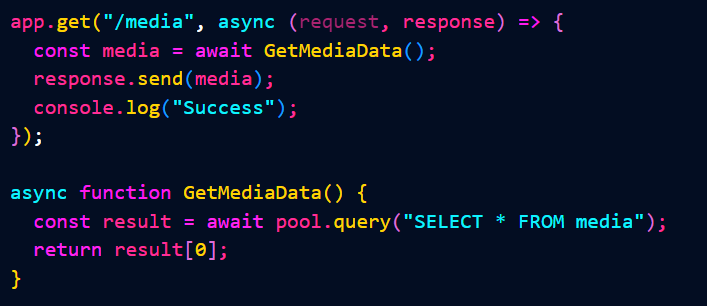 app.get("/media", async (request, response) => {
  const media = await GetMediaData();
  response.send(media);
  console.log("Success");
});

async function GetMediaData() {
  const result = await pool.query("SELECT * FROM media");
  return result[0];
}